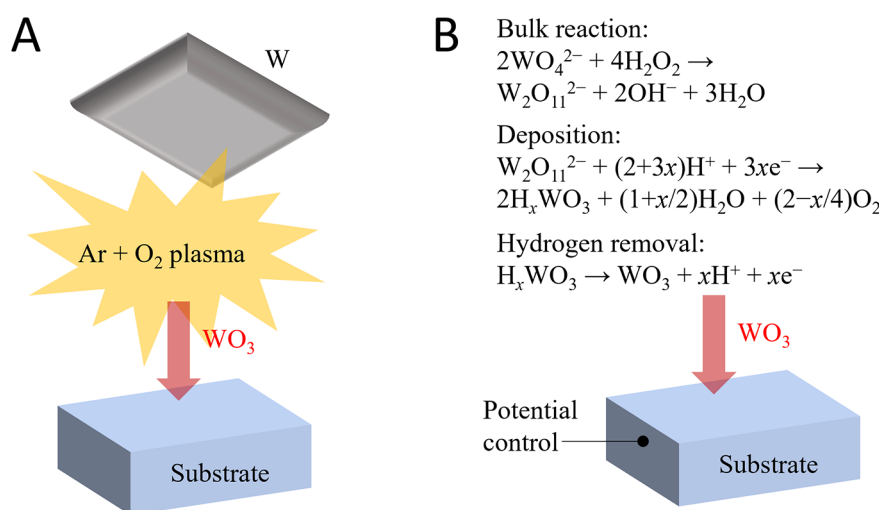 A
W
Ar + O₂ plasma
WO₃
Substrate
B
Bulk reaction:
2WO₄²⁻ + 4H₂O₂ →
W₂O₁₁²⁻ + 2OH⁻ + 3H₂O
Deposition:
W₂O₁₁²⁻ + (2+3x)H⁺ + 3xe⁻ →
2HₓWO₃ + (1+x/2)H₂O + (2−x/4)O₂
Hydrogen removal:
HₓWO₃ → WO₃ + xH⁺ + xe⁻
WO₃
Potential
control
Substrate